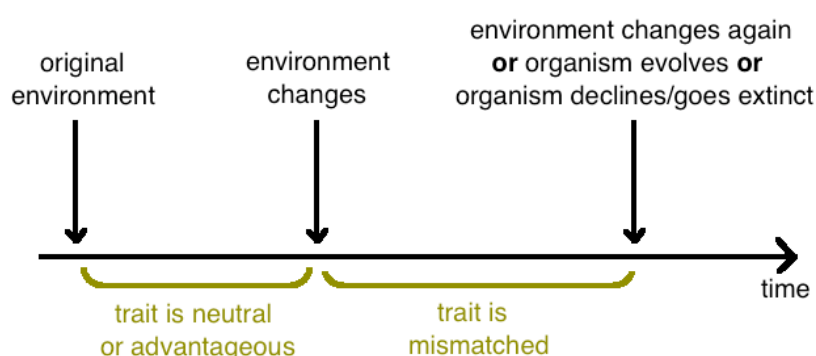 original
environment
environment
changes
environment changes again
or organism evolves or
organism declines/goes extinct
time
trait is neutral
or advantageous
trait is
mismatched